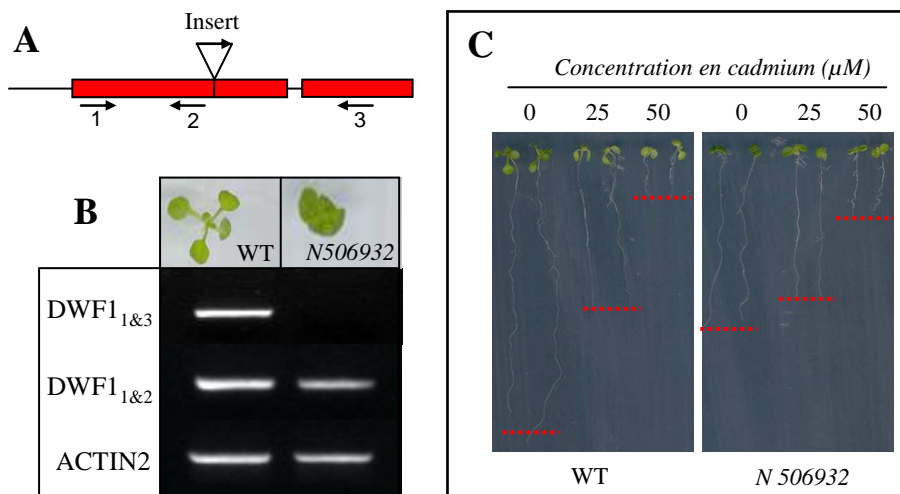 A
Insert
1
2
3
B
WT
N506932
DWF1 1&3
DWF1 1&2
ACTIN2
C
Concentration en cadmium (µM)
0 25 50 0 25 50
WT
N 506932